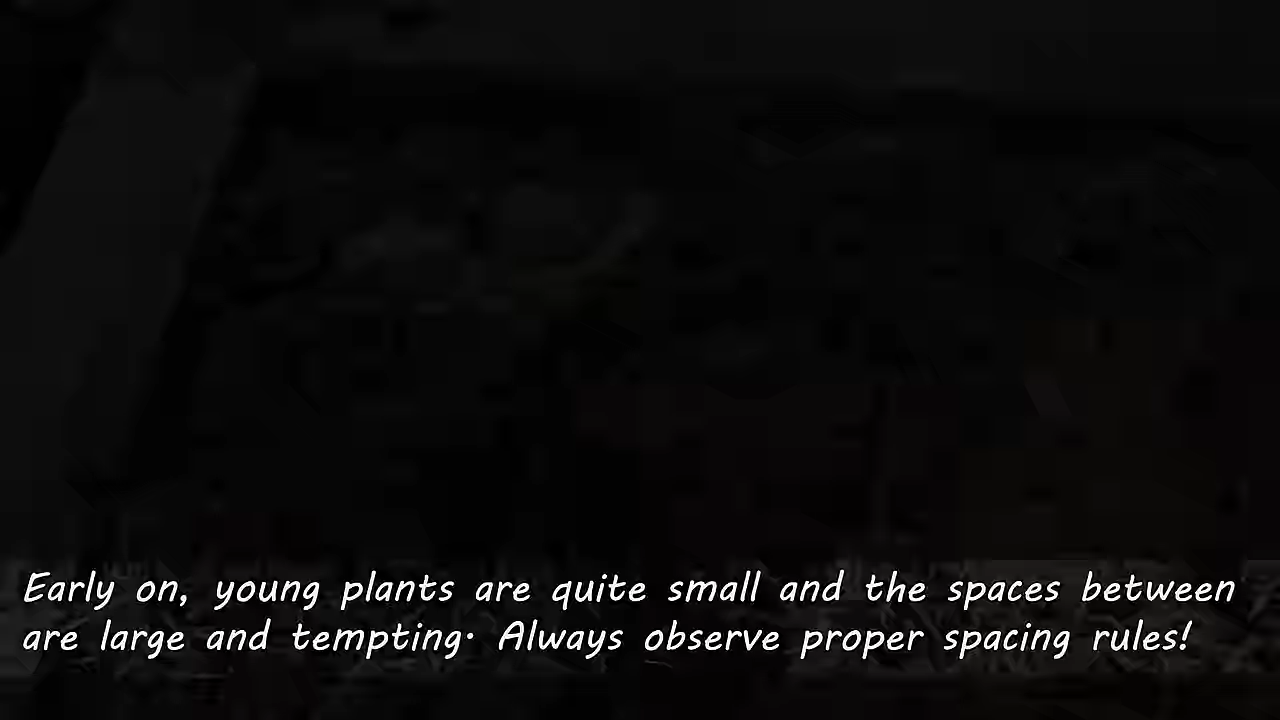 Early on, young plants are quite small and the spaces between
are large and tempting. Always observe proper spacing rules!